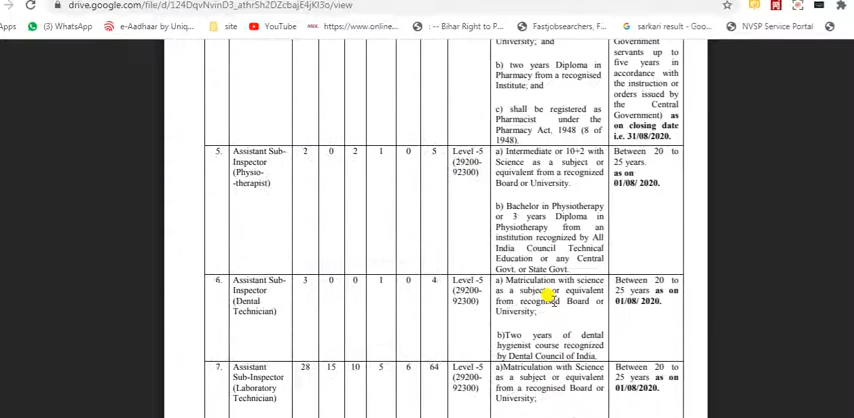 drive.google.com/file/d/124DqvNvinD3_athrSh2DZcbajE4jKI3o/view
Apps (3) WhatsApp e-Aadhaar by Uniq... site YouTube https://www.online... :-- Bihar Right to P... Fastjobsearchers, F... sarkari result - Goo... NVSP Service Portal
University; and
b) two years Diploma in
Pharmacy from a recognised
Institute; and
c) shall be registered as
Pharmacist under the
Pharmacy Act, 1948 (8 of
1948).
Government
servants up to
five years in
accordance with
the instruction or
orders issued by
the Central
Government) as
on closing date
i.e. 31/08/2020.
5. Assistant Sub-
Inspector
(Physio-
-therapist)
2 0 2 1 0 5
Level -5
(29200-
92300)
a) Intermediate or 10+2 with
Science as a subject or
equivalent from a recognized
Board or University.
b) Bachelor in Physiotherapy
or 3 years Diploma in
Physiotherapy from an
institution recognized by All
India Council Technical
Education or any Central
Govt. or State Govt.
Between 20 to
25 years.
as on
01/08/ 2020.
6. Assistant Sub-
Inspector
(Dental
Technician)
3 0 0 1 0 4
Level -5
(29200-
92300)
a) Matriculation with science
as a subject or equivalent
from recognised Board or
University;
b)Two years of dental
hygienist course recognized
by Dental Council of India.
Between 20 to
25 years as on
01/08/ 2020.
7. Assistant
Sub-Inspector
(Laboratory
Technician)
28 15 10 5 6 64
Level -5
(29200-
92300)
a)Matriculation with Science
as a subject or equivalent
from a recognised Board or
University;
Between 20 to
25 years as on
01/08/2020.